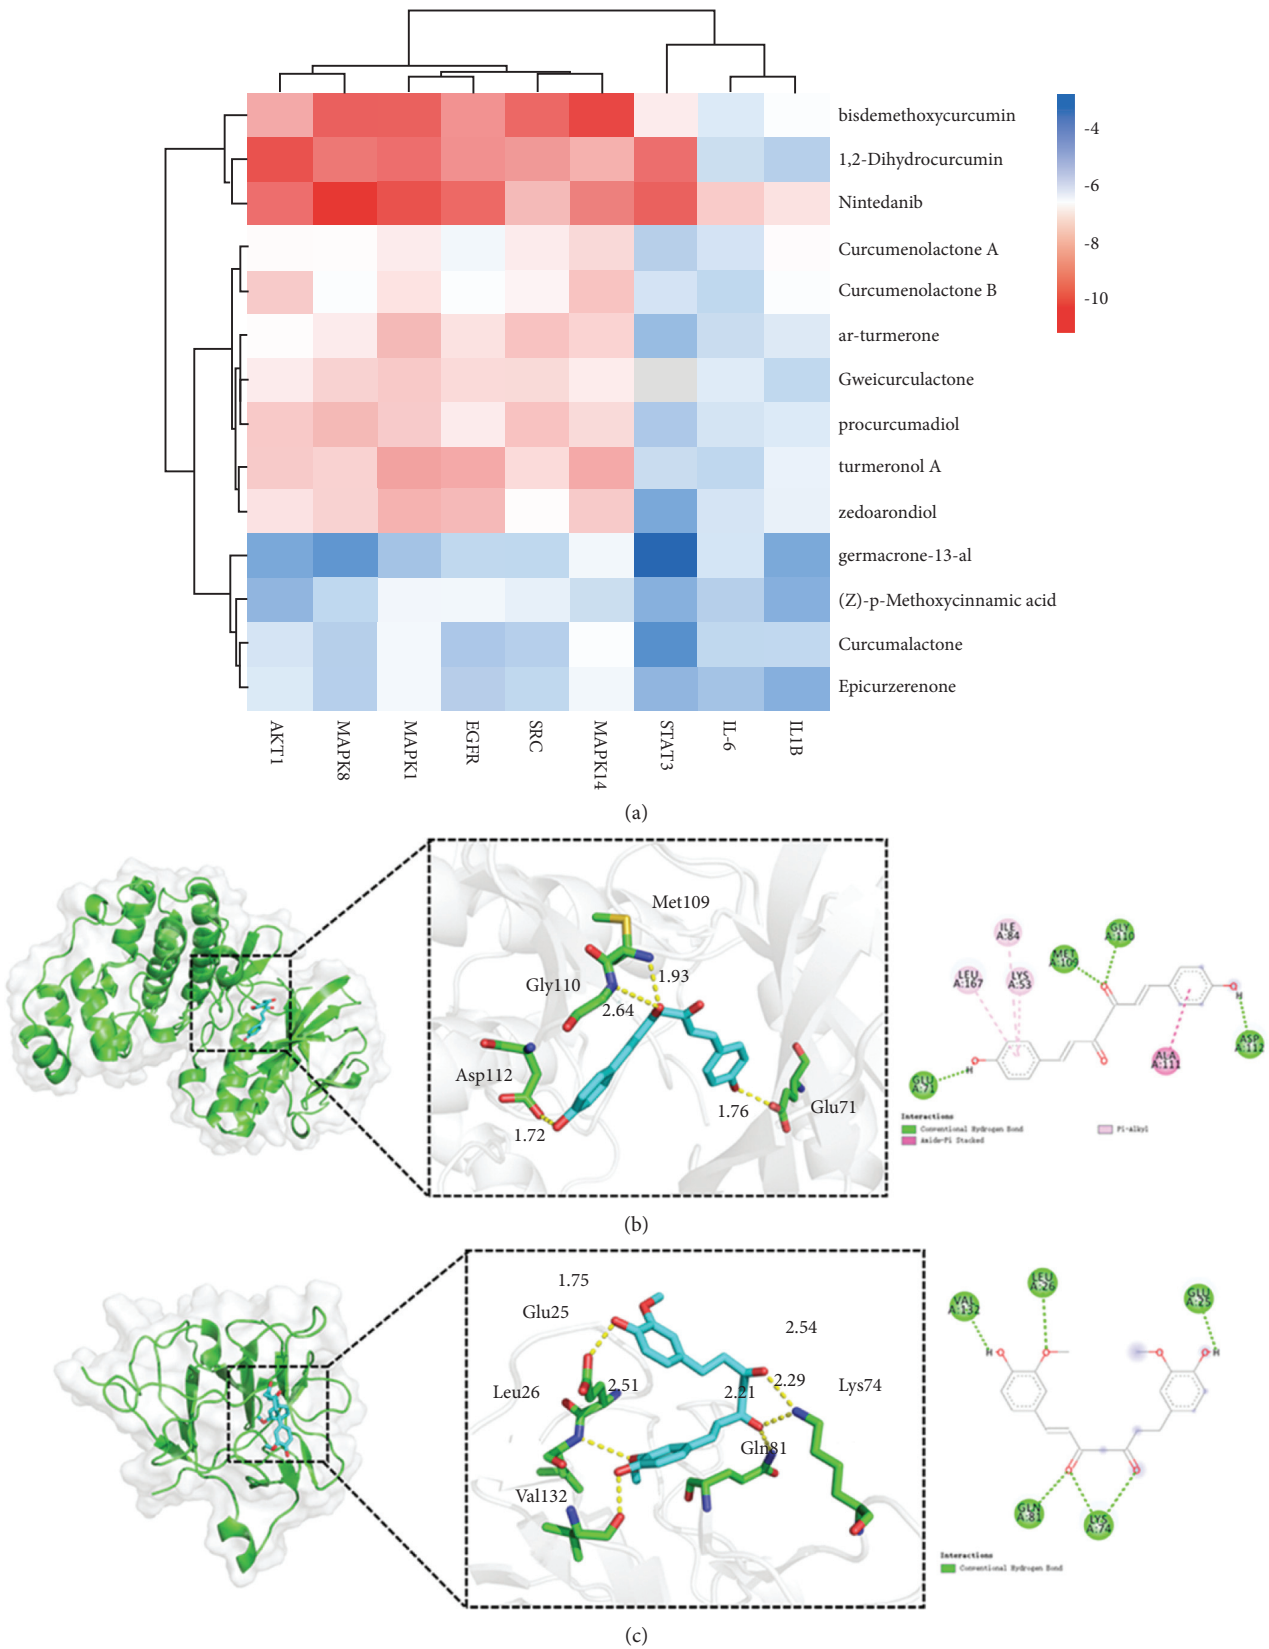 bisdemethoxycurcumin
1,2-Dihydrocurcumin
Nintedanib
Curcumenolactone A
Curcumenolactone B
ar-turmerone
Gweicurculactone
procurcumadiol
turmeronol A
zedoarondiol
germacrone-13-al
(Z)-p-Methoxycinnamic acid
Curcumalactone
Epicurzerenone
-4
-6
-8
-10
AKT1
MAPK8
MAPK1
EGFR
SRC
MAPK14
STAT3
IL-6
IL1B
(a)
Met109
1.93
Gly110
2.64
Asp112
1.72
1.76
Glu71
ILE
A:84
GLY
A:110
MET
A:109
LEU
A:167
LYS
A:53
H
ASP
A:112
ALA
A:111
GLU
A:71
H
Interactions
Conventional Hydrogen Bond
Amide-Pi Stacked
Pi-Alkyl
(b)
1.75
Glu25
2.54
2.29
Leu26
2.51
2.21
Lys74
Gln81
Val132
LEU
A:26
VAL
A:132
GLU
A:25
H
H
GLN
A:81
LYS
A:74
Interactions
Conventional Hydrogen Bond
(c)